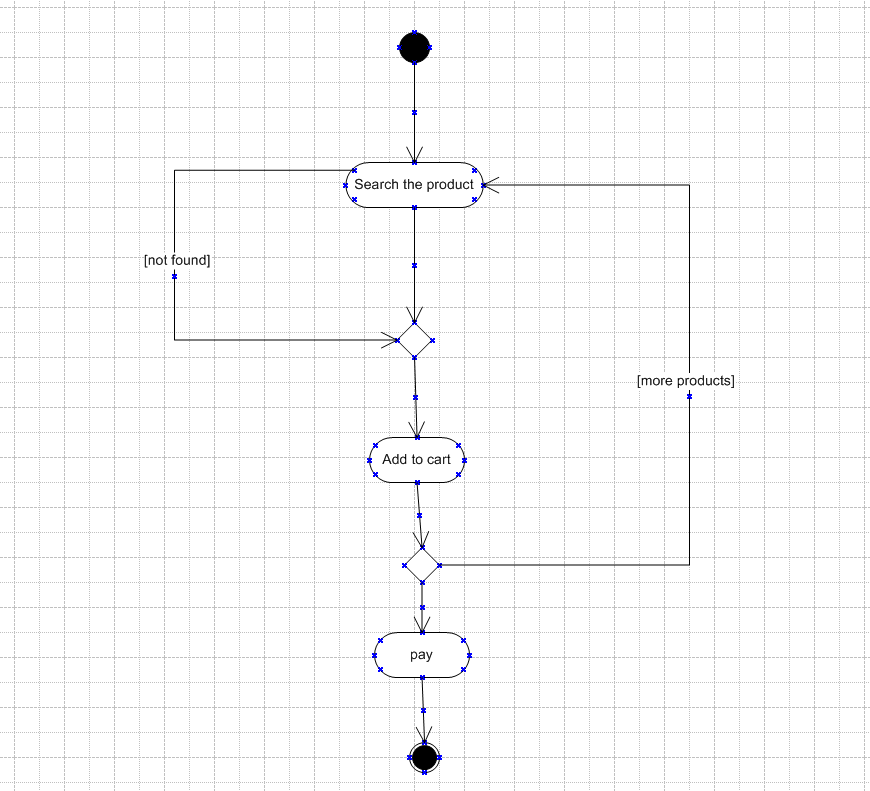 Search the product
[not found]
[more products]
Add to cart
pay